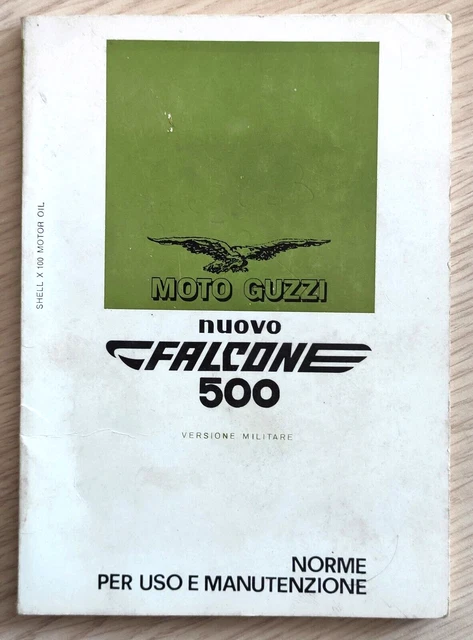 SHELL X 100 MOTOR OIL
MOTO GUZZI
nuovo
FALCONE
500
VERSIONE MILITARE
NORME
PER USO E MANUTENZIONE